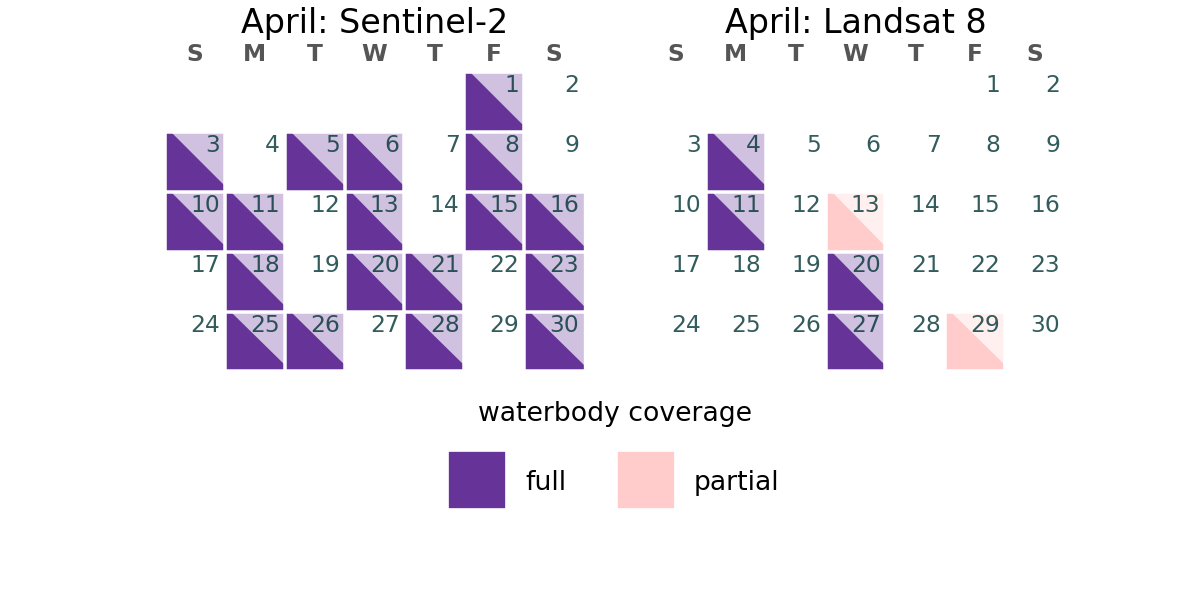 April: Sentinel-2
S M T W T F S
1 2
3 4 5 6 7 8 9
10 11 12 13 14 15 16
17 18 19 20 21 22 23
24 25 26 27 28 29 30
April: Landsat 8
S M T W T F S
1 2
3 4 5 6 7 8 9
10 11 12 13 14 15 16
17 18 19 20 21 22 23
24 25 26 27 28 29 30
waterbody coverage
full
partial